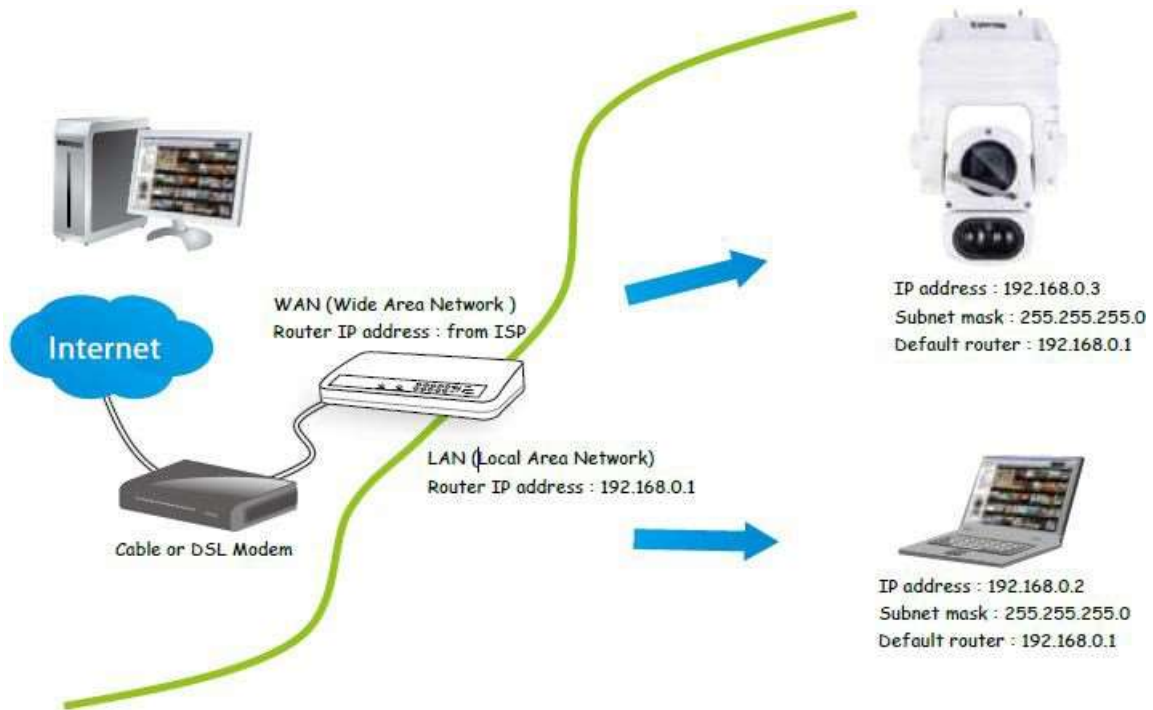 WAN (Wide Area Network )
Router IP address : from ISP
Internet
Cable or DSL Modem
LAN (Local Area Network)
Router IP address : 192.168.0.1
IP address : 192.168.0.3
Subnet mask : 255.255.255.0
Default router : 192.168.0.1
IP address : 192.168.0.2
Subnet mask : 255.255.255.0
Default router : 192.168.0.1